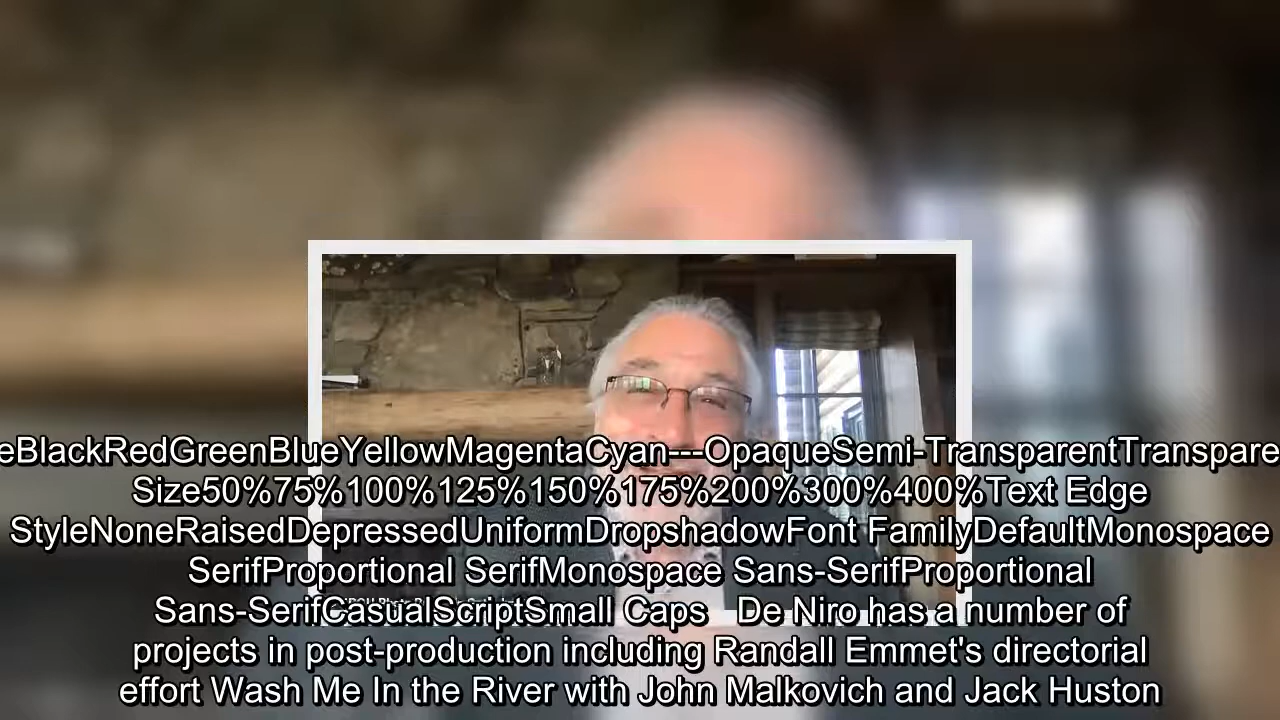 eBlackRedGreenBlueYellowMagentaCyan---OpaqueSemi-TransparentTranspare
Size50%75%100%125%150%175%200%300%400%Text Edge
StyleNoneRaisedDepressedUniformDropshadowFont FamilyDefaultMonospace
SerifProportional SerifMonospace Sans-SerifProportional
Sans-SerifCasualScriptSmall Caps   De Niro has a number of
projects in post-production including Randall Emmet's directorial
effort Wash Me In the River with John Malkovich and Jack Huston